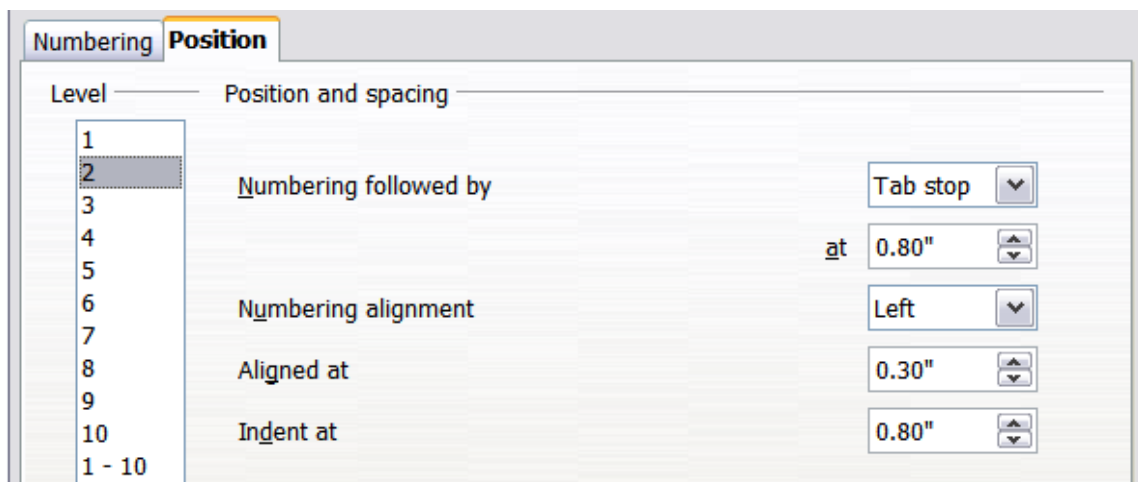 Numbering Position
Level Position and spacing
1
2
Numbering followed by Tab stop
3
4
at 0.80"
5
6
Numbering alignment Left
7
8
Aligned at 0.30"
9
10
Indent at 0.80"
1 - 10